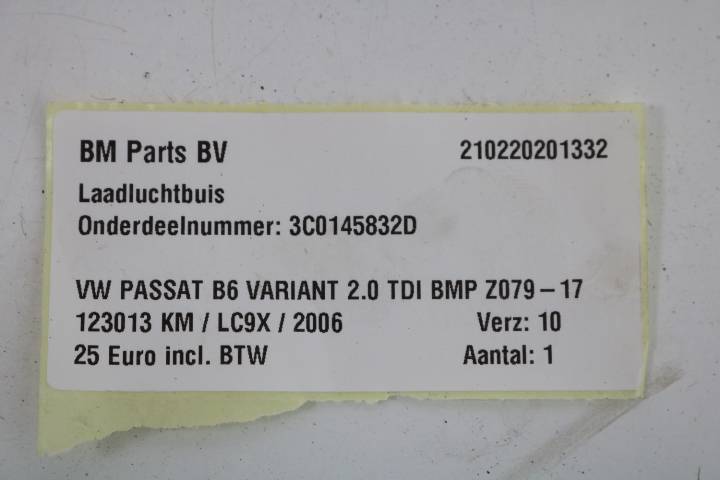 BM Parts BV 210220201332
Laadluchtbuis
Onderdeelnummer: 3C0145832D
VW PASSAT B6 VARIANT 2.0 TDI BMP Z079-17
123013 KM / LC9X / 2006 Verz: 10
25 Euro incl. BTW Aantal: 1